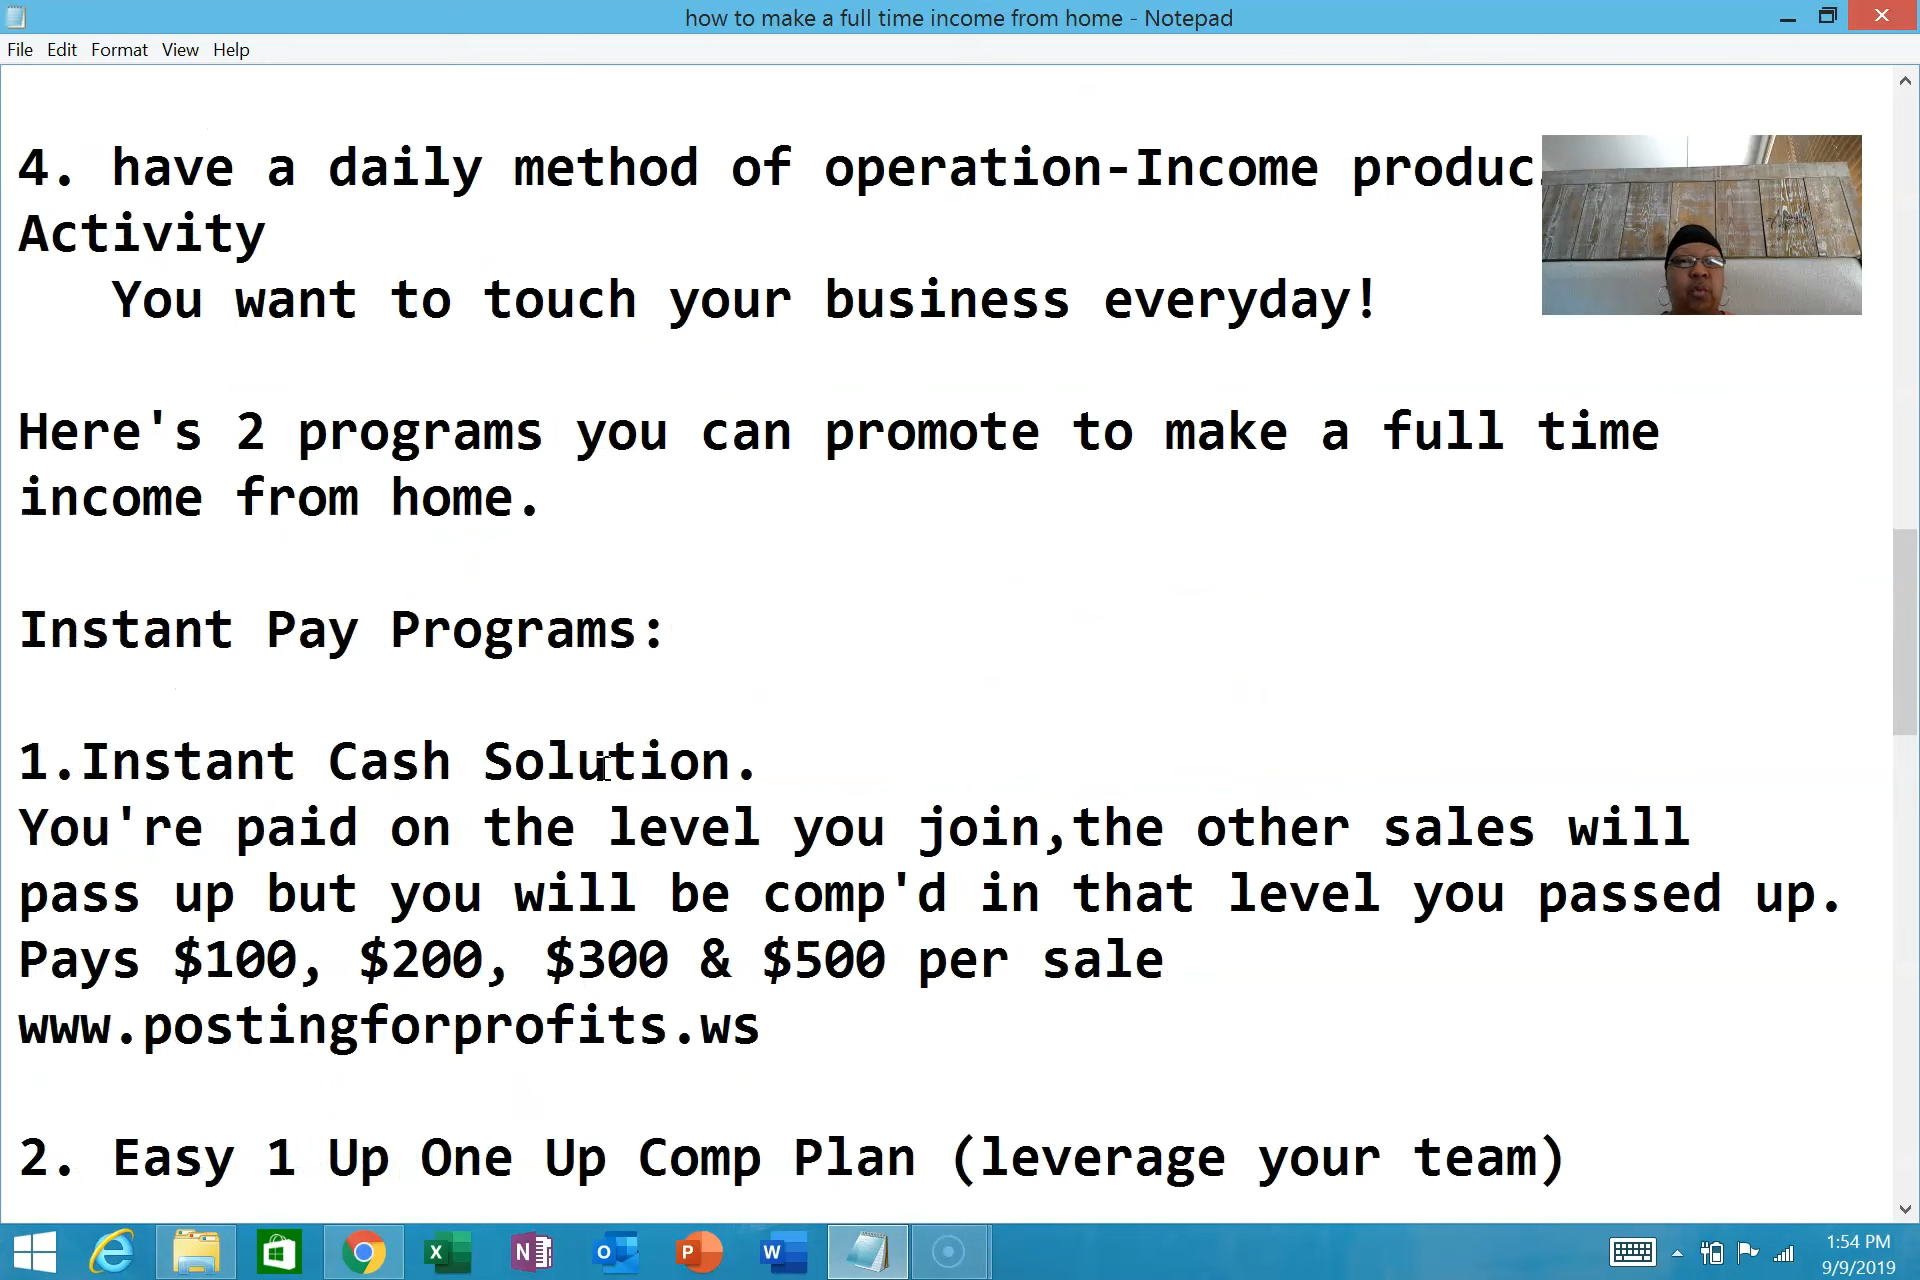 how to make a full time income from home - Notepad
File Edit Format View Help
4. have a daily method of operation-Income produc
Activity
You want to touch your business everyday!
Here's 2 programs you can promote to make a full time
income from home.
Instant Pay Programs:
1.Instant Cash Solution.
You're paid on the level you join,the other sales will
pass up but you will be comp'd in that level you passed up.
Pays $100, $200, $300 & $500 per sale
www.postingforprofits.ws
2. Easy 1 Up One Up Comp Plan (leverage your team)
1:54 PM
9/9/2019